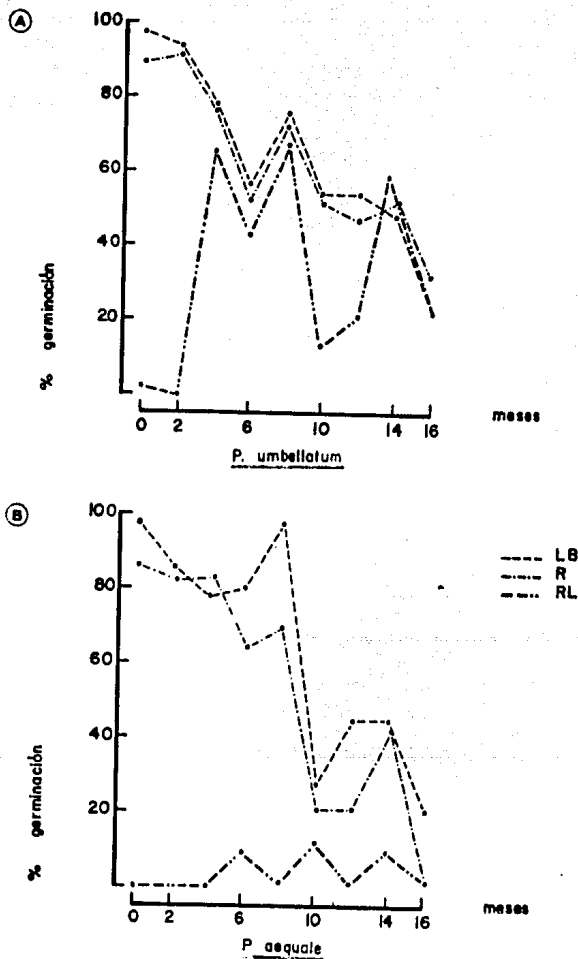 A
100
80
60
40
20
% germinación
0 2 6 10 14 16
meses
P. umbellatum
B
100
80
60
40
20
% germinación
LB
R
RL
0 2 6 10 14 16
meses
P aequale